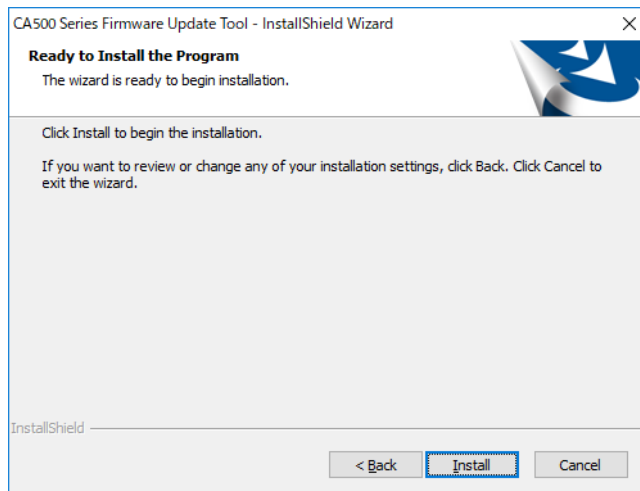 CA500 Series Firmware Update Tool - InstallShield Wizard
Ready to Install the Program
The wizard is ready to begin installation.
Click Install to begin the installation.
If you want to review or change any of your installation settings, click Back. Click Cancel to
exit the wizard.
InstallShield
< Back Install Cancel